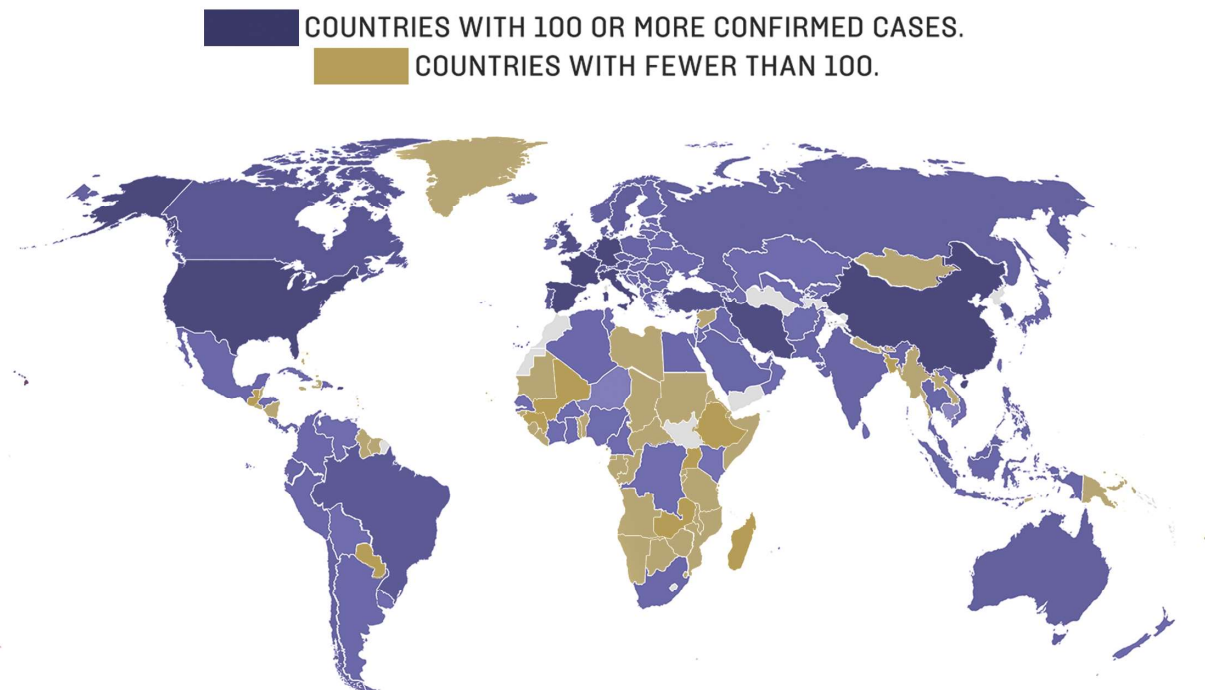 COUNTRIES WITH 100 OR MORE CONFIRMED CASES.
COUNTRIES WITH FEWER THAN 100.